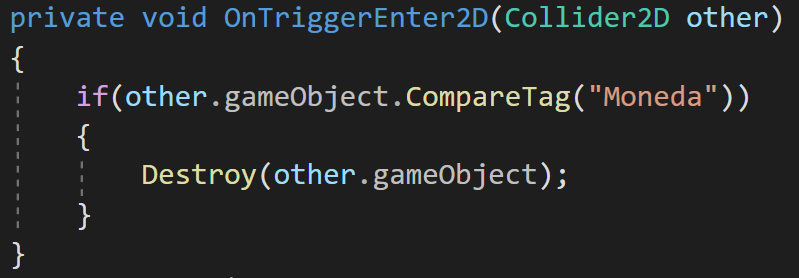 private void OnTriggerEnter2D(Collider2D other)
{
if(other.gameObject.CompareTag("Moneda"))
{
Destroy(other.gameObject);
}
}